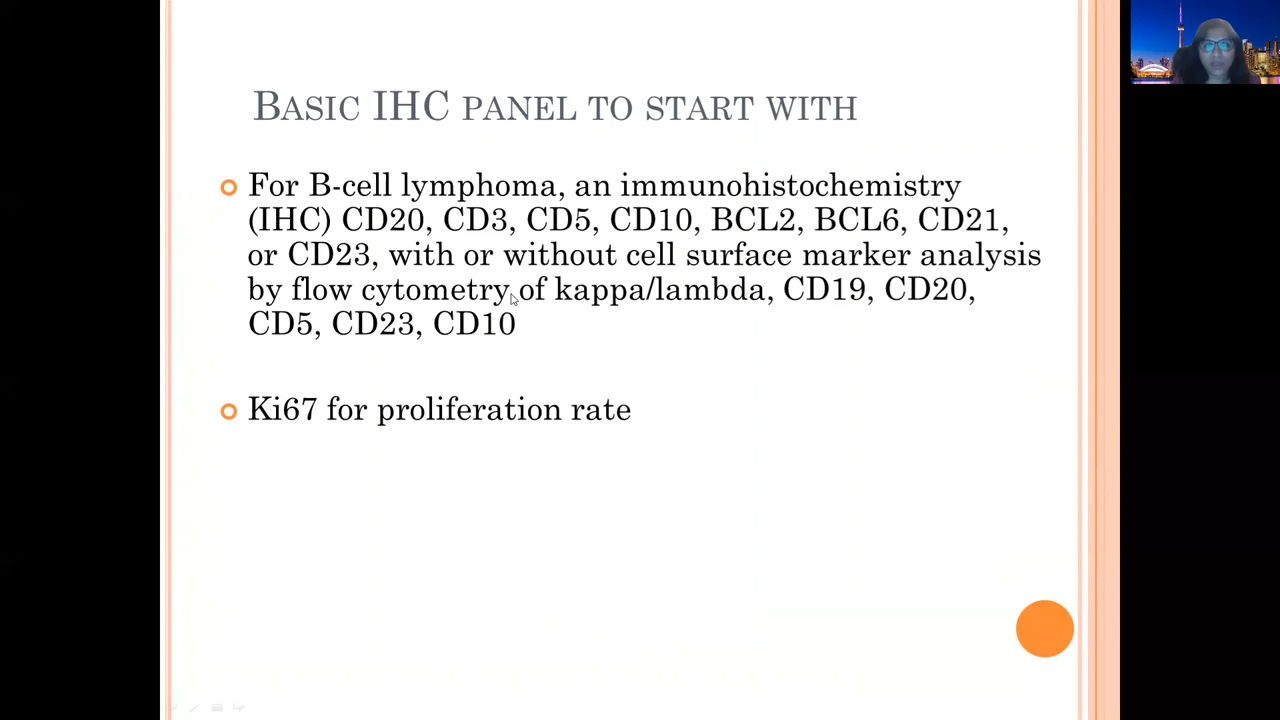 BASIC IHC PANEL TO START WITH
For B-cell lymphoma, an immunohistochemistry
(IHC) CD20, CD3, CD5, CD10, BCL2, BCL6, CD21,
or CD23, with or without cell surface marker analysis
by flow cytometry of kappa/lambda, CD19, CD20,
CD5, CD23, CD10
Ki67 for proliferation rate